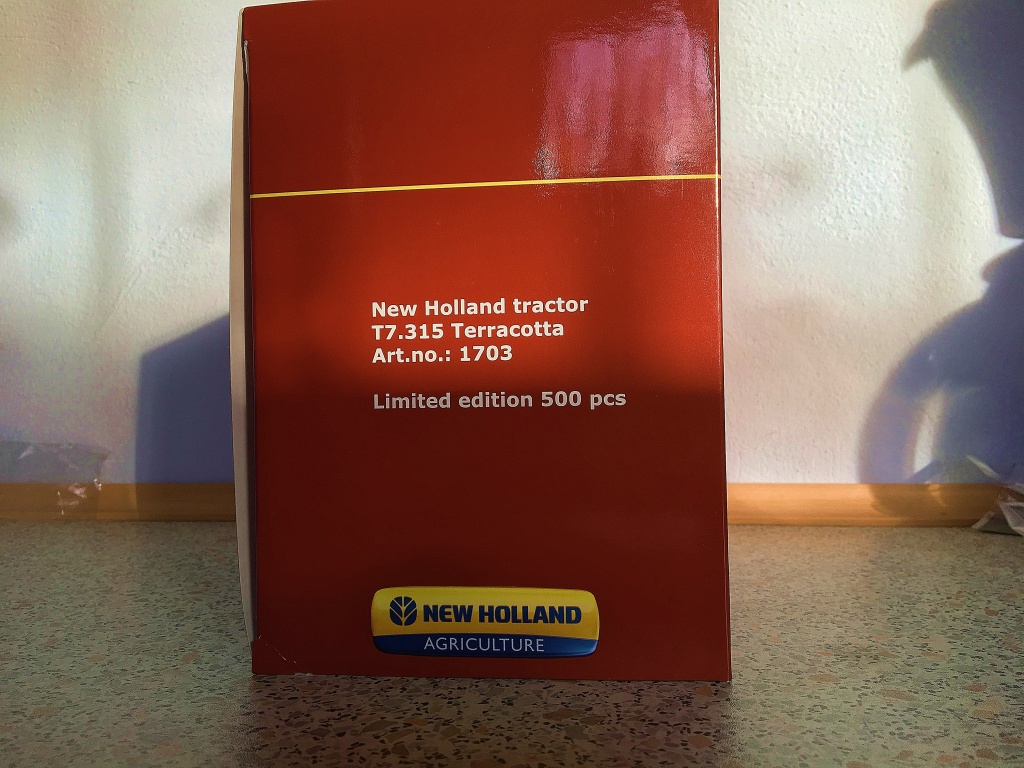 New Holland tractor
T7.315 Terracotta
Art.no.: 1703
Limited edition 500 pcs
NEW HOLLAND
AGRICULTURE